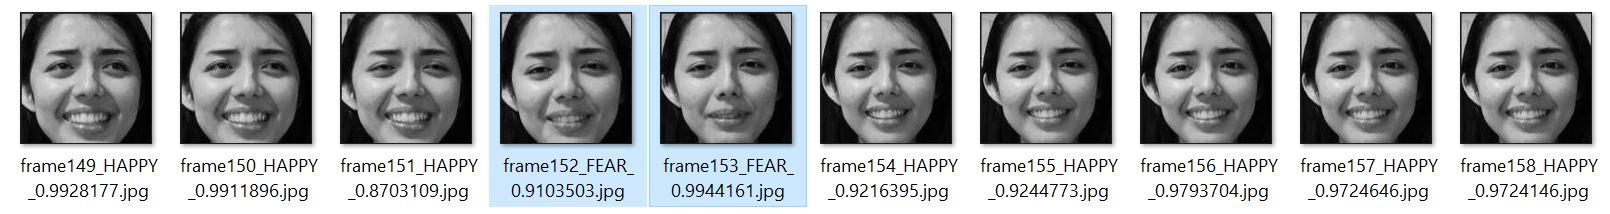 frame149_HAPPY
_0.9928177.jpg
frame150_HAPPY
_0.9911896.jpg
frame151_HAPPY
_0.8703109.jpg
frame152_FEAR_
0.9103503.jpg
frame153_FEAR_
0.9944161.jpg
frame154_HAPPY
_0.9216395.jpg
frame155_HAPPY
_0.9244773.jpg
frame156_HAPPY
_0.9793704.jpg
frame157_HAPPY
_0.9724646.jpg
frame158_HAPPY
_0.9724146.jpg